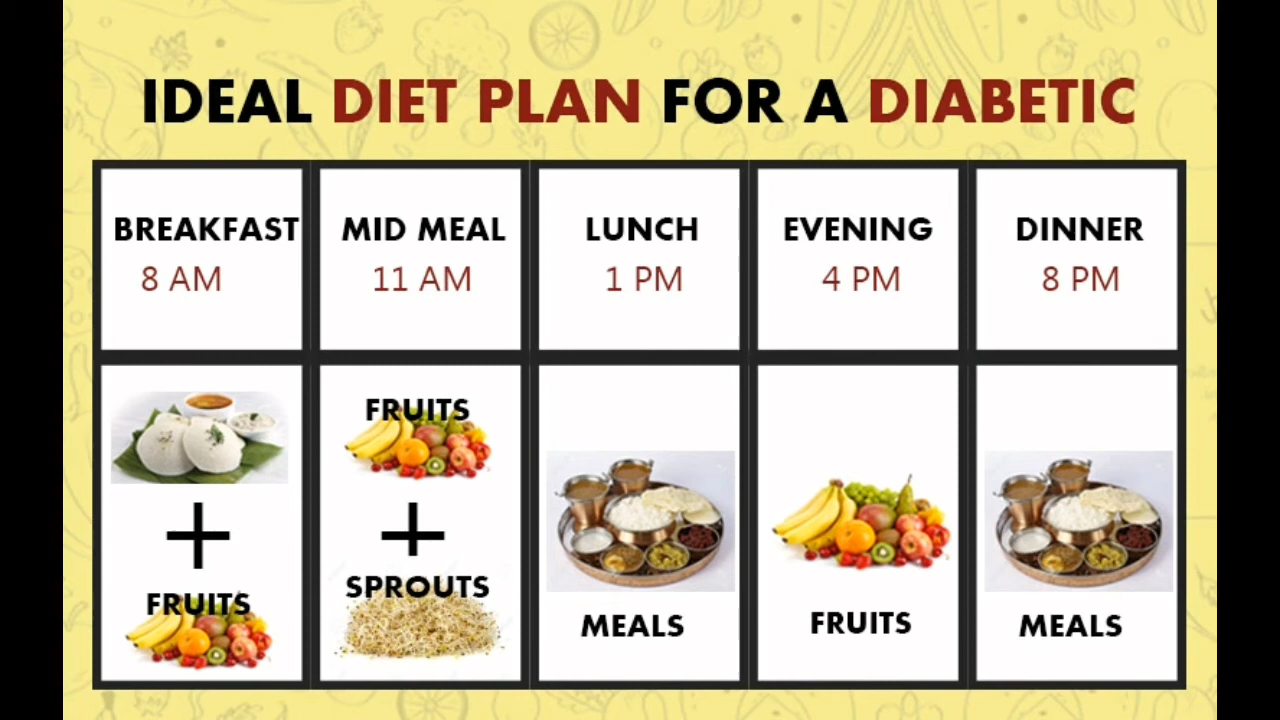 IDEAL DIET PLAN FOR A DIABETIC
BREAKFAST
8 AM
MID MEAL
11 AM
LUNCH
1 PM
EVENING
4 PM
DINNER
8 PM
FRUITS
FRUITS
SPROUTS
MEALS
FRUITS
MEALS